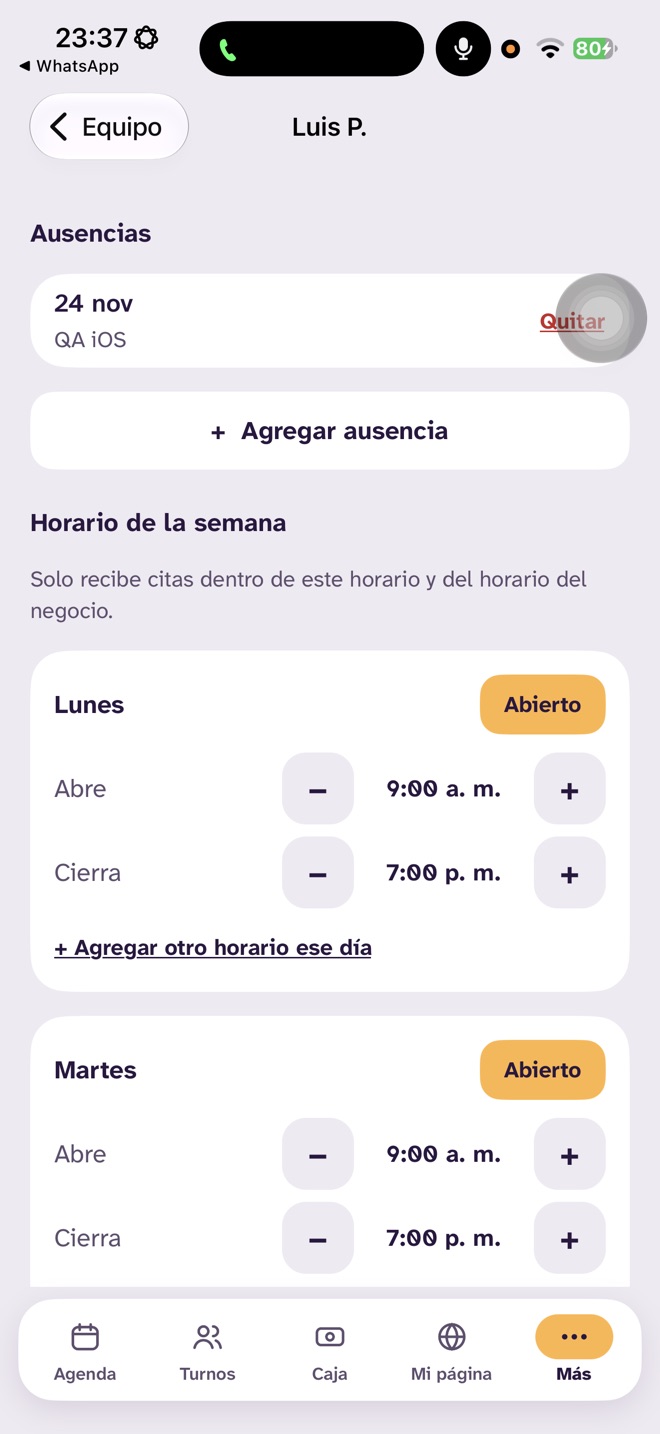 23:37
80
◀ WhatsApp
Equipo
Luis P.
Ausencias
24 nov
QA iOS
Quitar
+ Agregar ausencia
Horario de la semana
Solo recibe citas dentro de este horario y del horario del
negocio.
Lunes
Abierto
Abre
− 9:00 a. m. +
Cierra
− 7:00 p. m. +
+ Agregar otro horario ese día
Martes
Abierto
Abre
− 9:00 a. m. +
Cierra
− 7:00 p. m. +
Agenda
Turnos
Caja
Mi página
Más